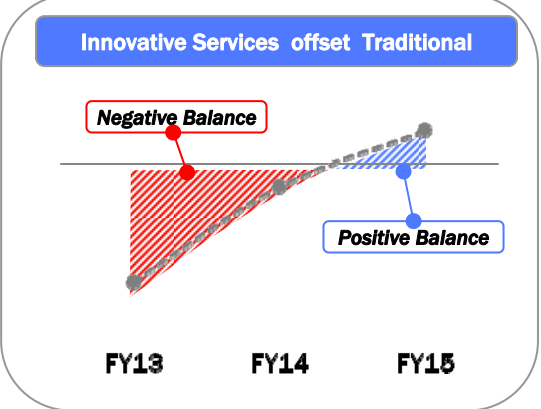 Innovative Services offset Traditional
Negative Balance
Positive Balance
FY13 FY14 FY15